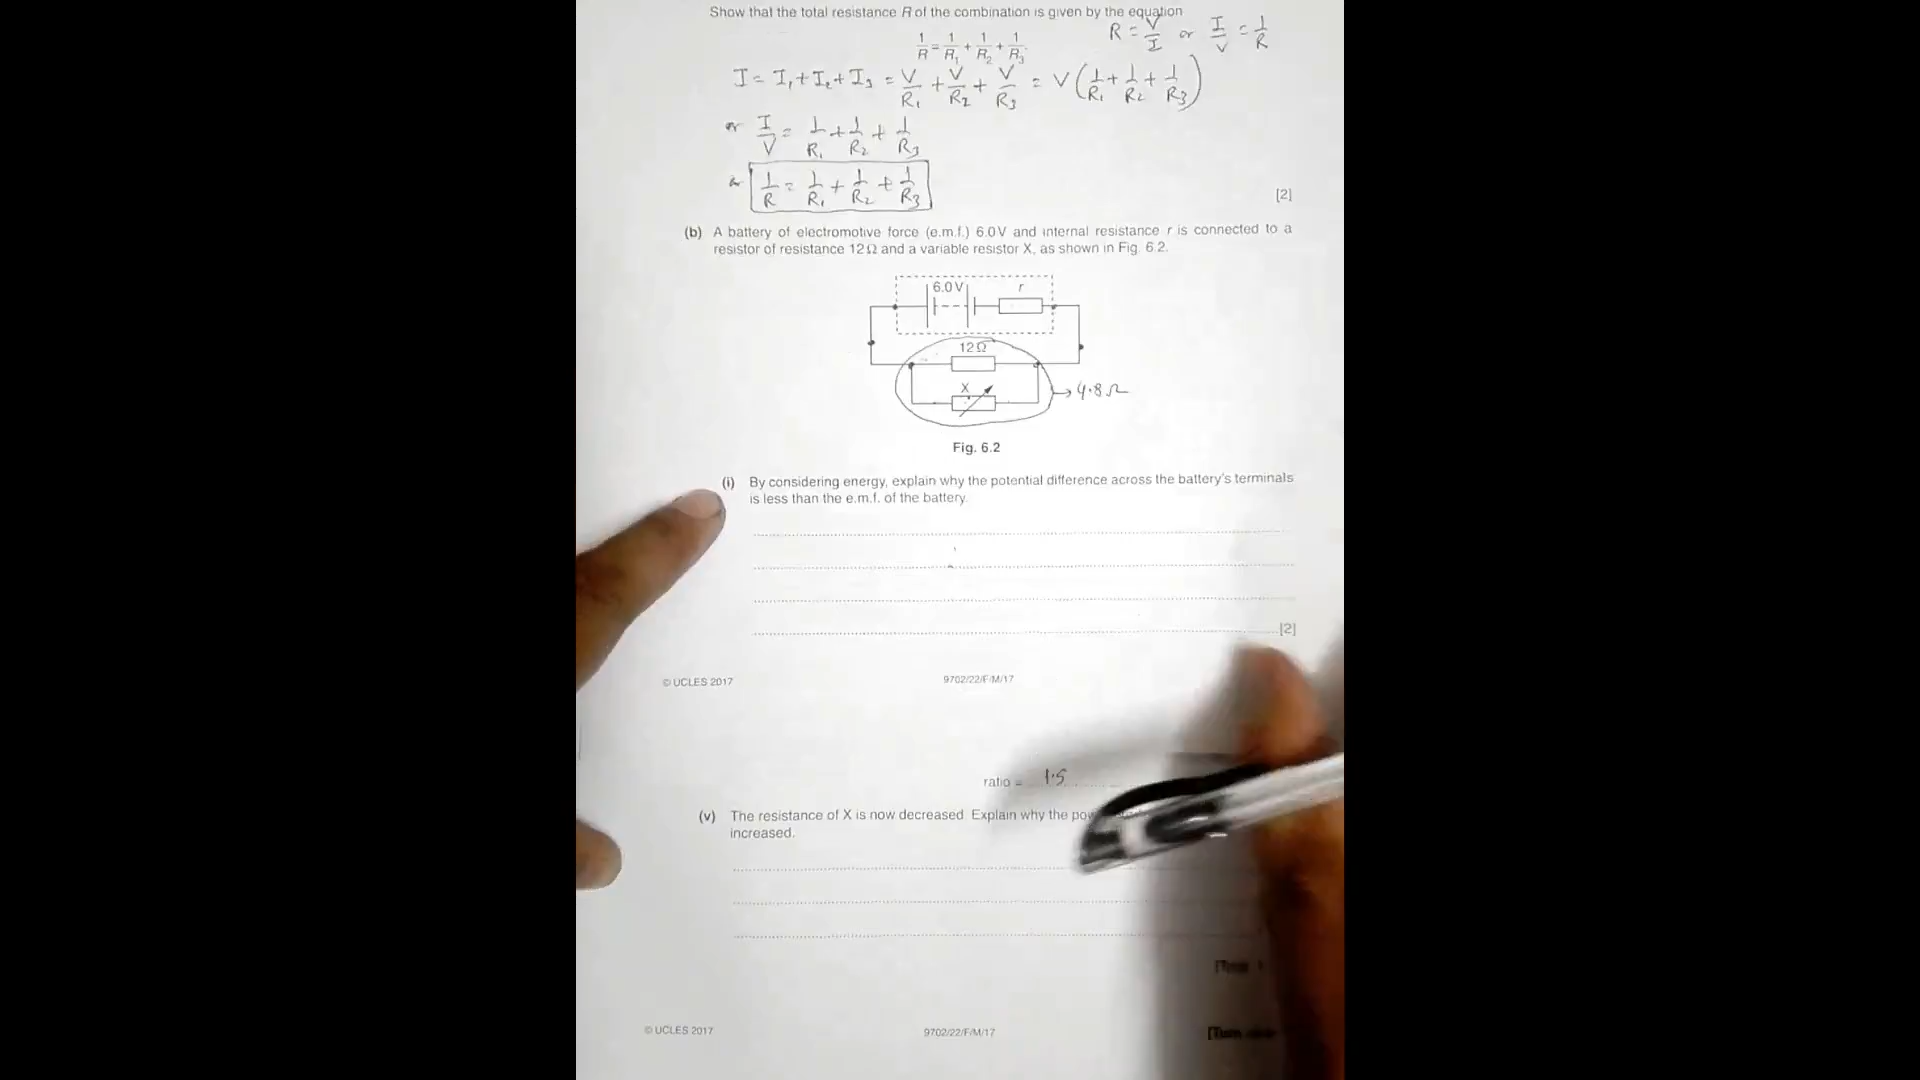 Show that the total resistance R of the combination is given by the equation
R = V/I or I/V = 1/R
1/R = 1/R₁ + 1/R₂ + 1/R₃.
I = I₁ + I₂ + I₃ = V/R₁ + V/R₂ + V/R₃ = V(1/R₁ + 1/R₂ + 1/R₃)
or I/V = 1/R₁ + 1/R₂ + 1/R₃
or 1/R = 1/R₁ + 1/R₂ + 1/R₃
[2]
(b) A battery of electromotive force (e.m.f.) 6.0V and internal resistance r is connected to a
resistor of resistance 12Ω and a variable resistor X, as shown in Fig. 6.2.
6.0V r
12Ω
X → 4.8Ω
Fig. 6.2
(i) By considering energy, explain why the potential difference across the battery's terminals
is less than the e.m.f. of the battery.
[2]
© UCLES 2017 9702/22/F/M/17
ratio = 1.5
(v) The resistance of X is now decreased. Explain why the
increased.
© UCLES 2017 9702/22/F/M/17
[Turn